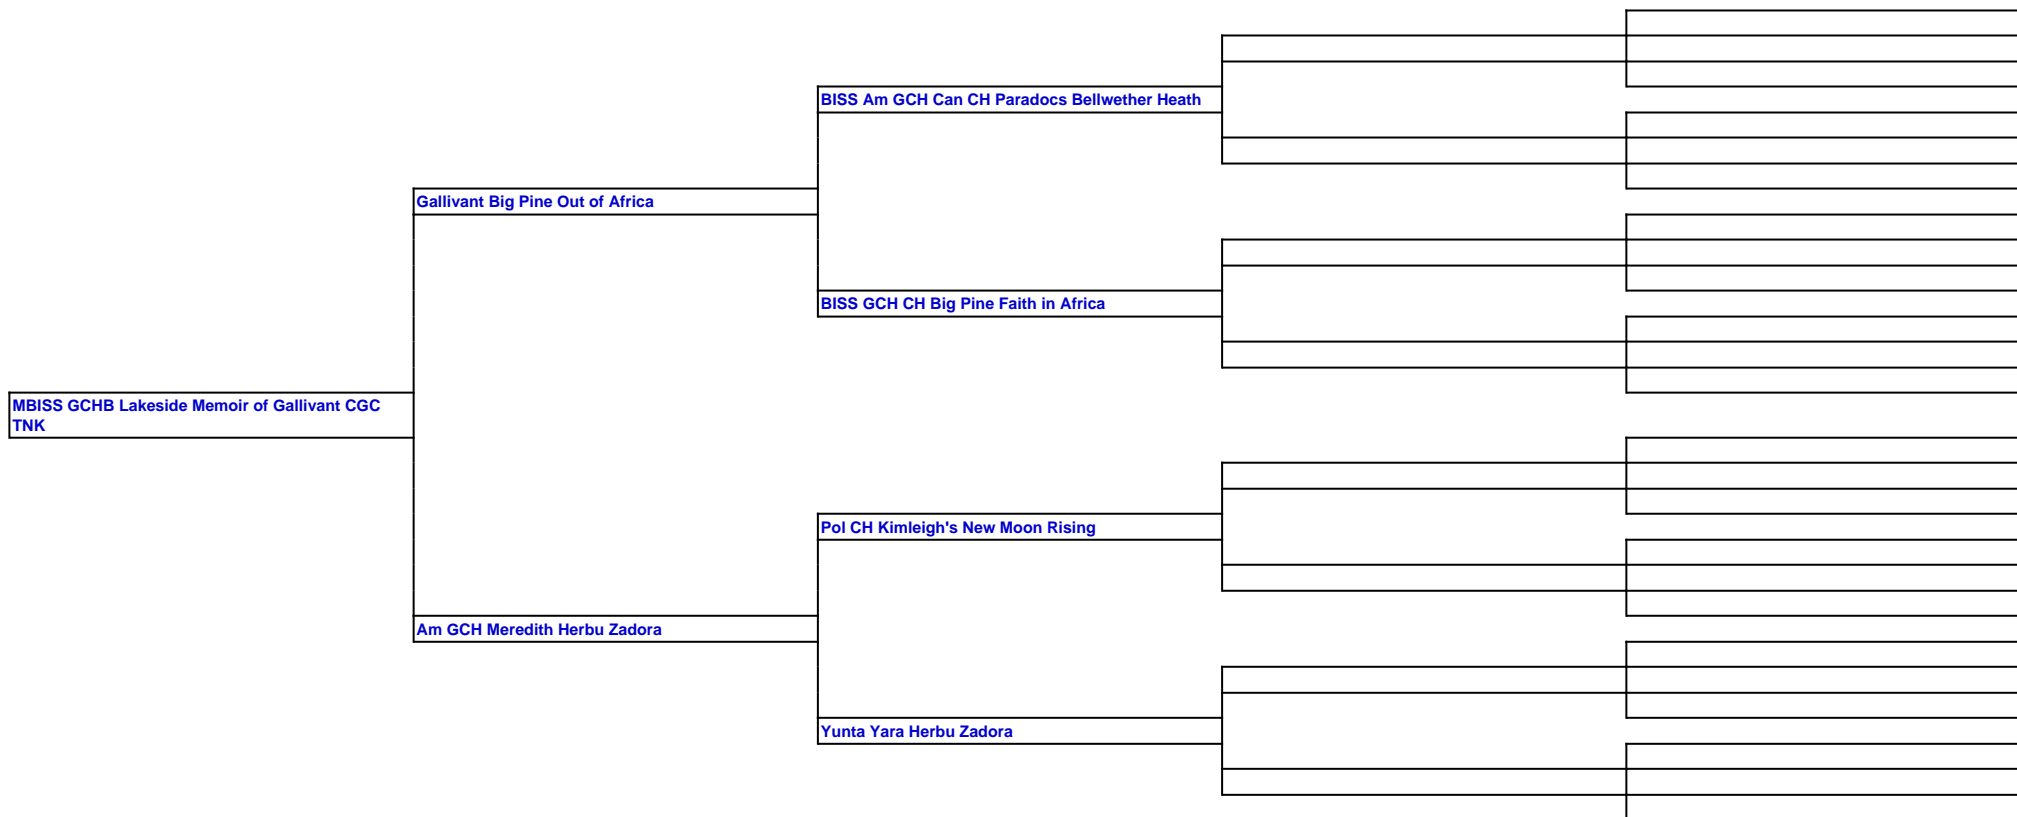 BISS Am GCH Can CH Paradocs Bellwether Heath
Gallivant Big Pine Out of Africa
BISS GCH CH Big Pine Faith in Africa
MBISS GCHB Lakeside Memoir of Gallivant CGC
TNK
Pol CH Kimleigh's New Moon Rising
Am GCH Meredith Herbu Zadora
Yunta Yara Herbu Zadora